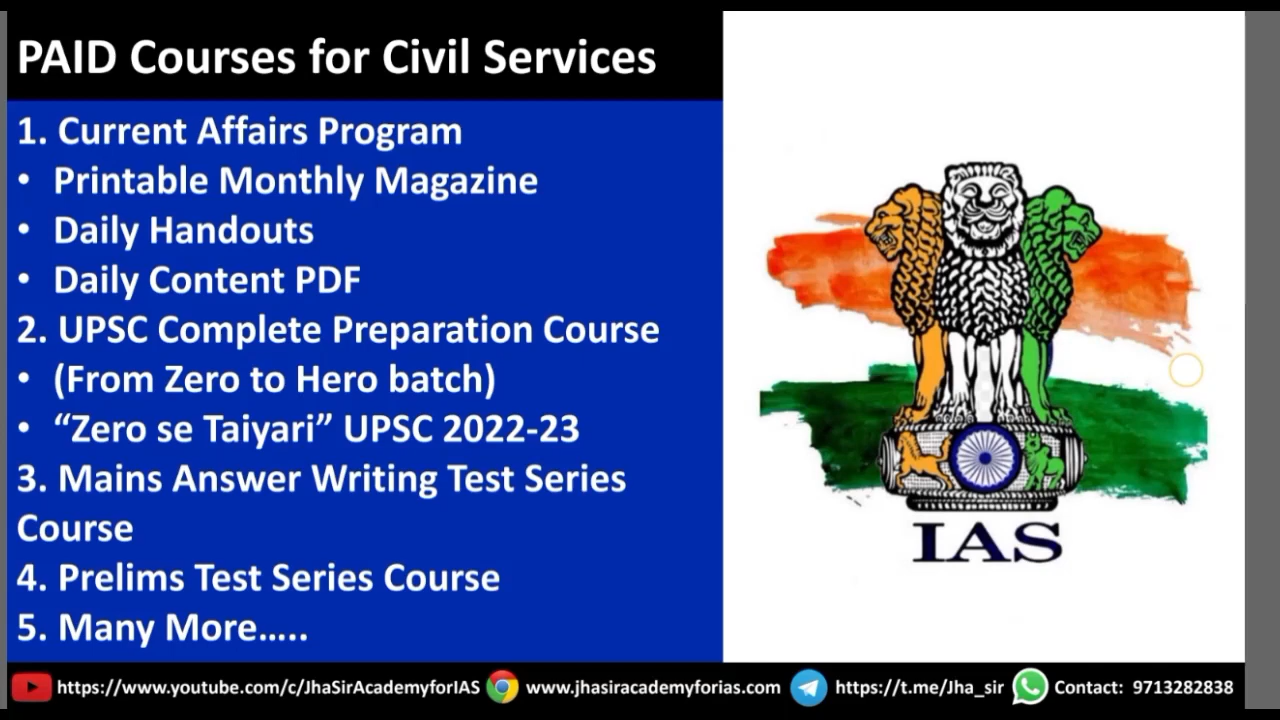 PAID Courses for Civil Services
1. Current Affairs Program
• Printable Monthly Magazine
• Daily Handouts
• Daily Content PDF
2. UPSC Complete Preparation Course
• (From Zero to Hero batch)
• “Zero se Taiyari” UPSC 2022-23
3. Mains Answer Writing Test Series
Course
4. Prelims Test Series Course
5. Many More.....
IAS
https://www.youtube.com/c/JhaSirAcademyforIAS www.jhasiracademyforias.com https://t.me/Jha_sir Contact: 9713282838